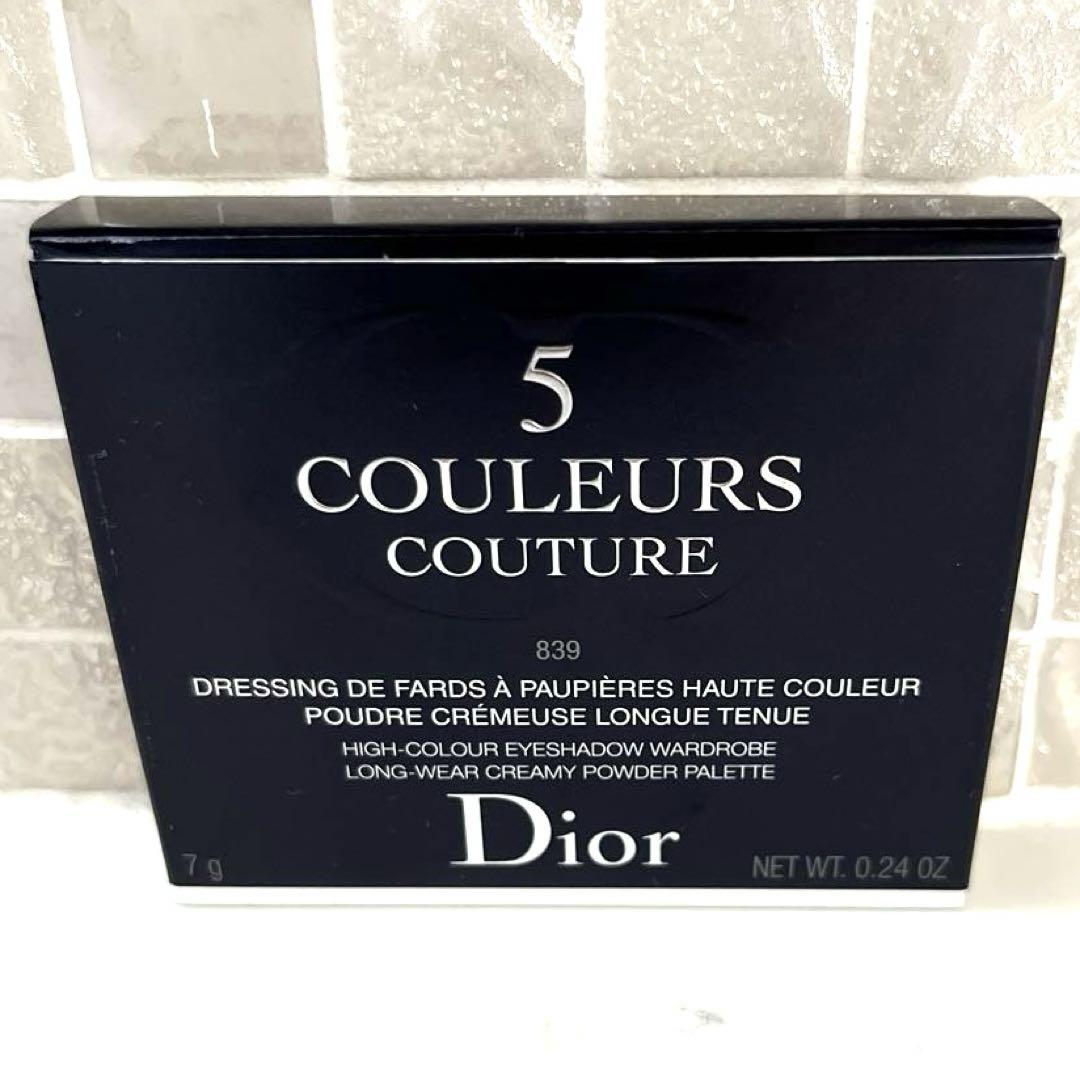 5
COULEURS
COUTURE
839
DRESSING DE FARDS À PAUPIÈRES HAUTE COULEUR
POUDRE CRÉMEUSE LONGUE TENUE
HIGH-COLOUR EYESHADOW WARDROBE
LONG-WEAR CREAMY POWDER PALETTE
Dior
7 g
NET WT. 0.24 OZ